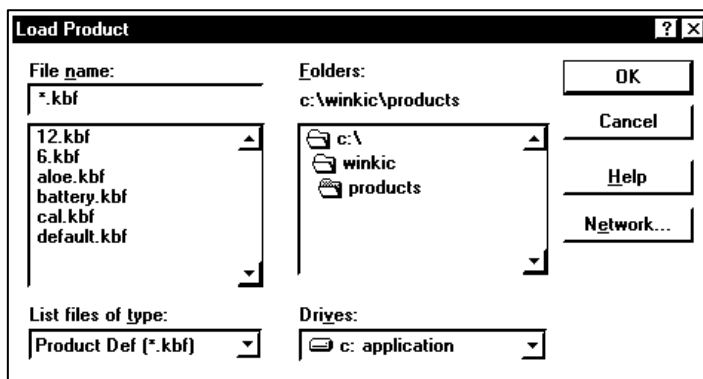 Load Product
File name:
*.kbf
12.kbf
6.kbf
aloe.kbf
battery.kbf
cal.kbf
default.kbf
List files of type:
Product Def (*.kbf)
Folders:
c:\winkic\products
c:\
winkic
products
Drives:
c: application
OK
Cancel
Help
Network...